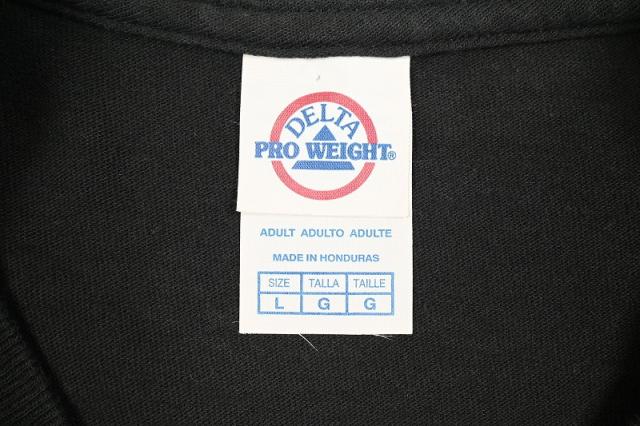 DELTA
PRO WEIGHT®
ADULT ADULTO ADULTE
MADE IN HONDURAS
SIZE TALLA TAILLE
L G G